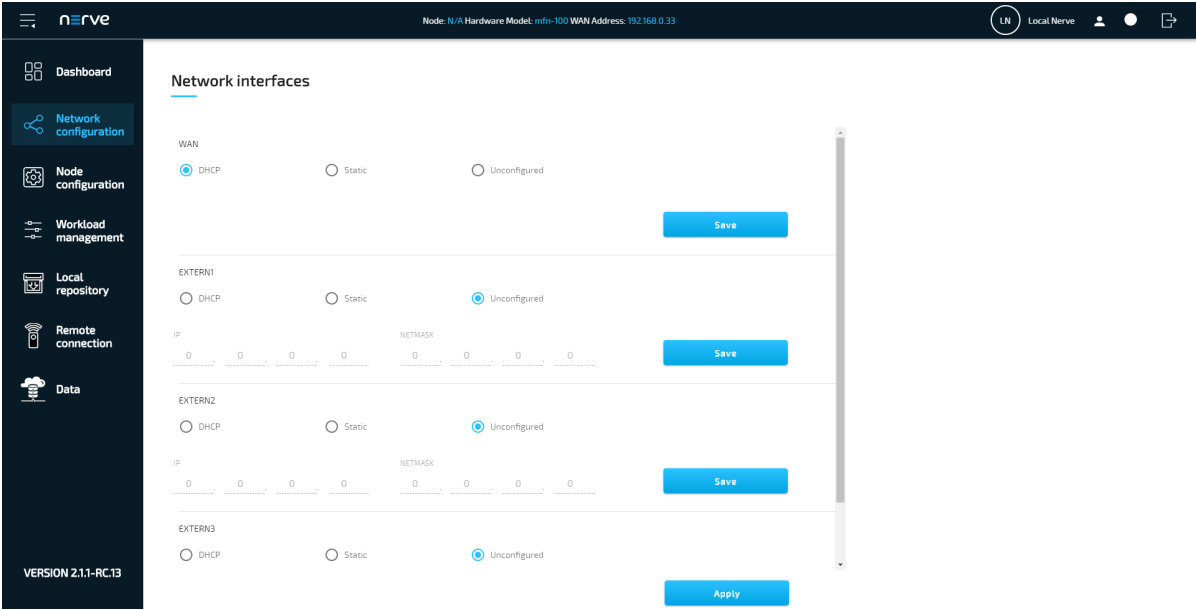 nerve
Node: N/A Hardware Model: mfn-100 WAN Address: 192.168.0.33
LN Local Nerve
Dashboard
Network
configuration
Node
configuration
Workload
management
Local
repository
Remote
connection
Data
VERSION 2.1.1-RC.13
Network interfaces
WAN
DHCP Static Unconfigured
Save
EXTERN1
DHCP Static Unconfigured
IP NETMASK
0 . 0 . 0 . 0 0 . 0 . 0 . 0
Save
EXTERN2
DHCP Static Unconfigured
IP NETMASK
0 . 0 . 0 . 0 0 . 0 . 0 . 0
Save
EXTERN3
DHCP Static Unconfigured
Apply